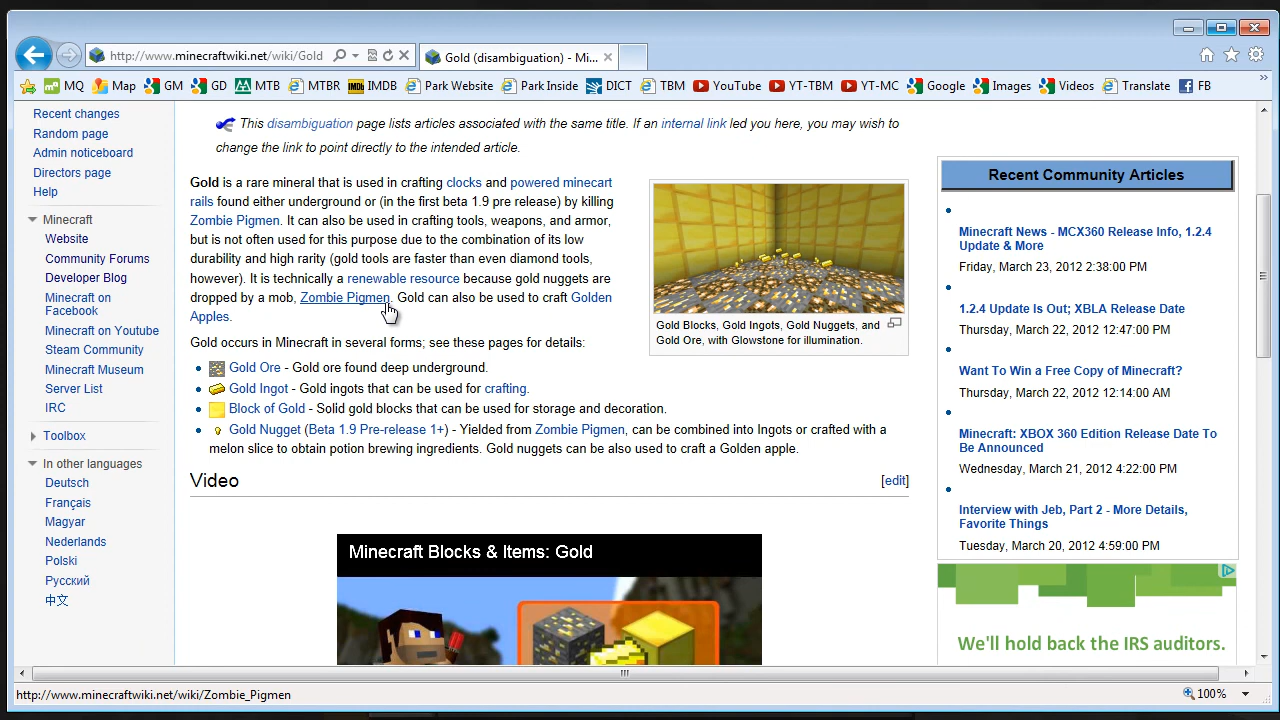 http://www.minecraftwiki.net/wiki/Gold
Gold (disambiguation) - Mi...
MQ Map GM GD MTB MTBR IMDB Park Website Park Inside DICT TBM YouTube YT-TBM YT-MC Google Images Videos Translate FB
Recent changes
Random page
Admin noticeboard
Directors page
Help
Minecraft
Website
Community Forums
Developer Blog
Minecraft on
Facebook
Minecraft on Youtube
Steam Community
Minecraft Museum
Server List
IRC
Toolbox
In other languages
Deutsch
Français
Magyar
Nederlands
Polski
Русский
中文
This disambiguation page lists articles associated with the same title. If an internal link led you here, you may wish to
change the link to point directly to the intended article.
Gold is a rare mineral that is used in crafting clocks and powered minecart
rails found either underground or (in the first beta 1.9 pre release) by killing
Zombie Pigmen. It can also be used in crafting tools, weapons, and armor,
but is not often used for this purpose due to the combination of its low
durability and high rarity (gold tools are faster than even diamond tools,
however). It is technically a renewable resource because gold nuggets are
dropped by a mob, Zombie Pigmen. Gold can also be used to craft Golden
Apples.
Gold Blocks, Gold Ingots, Gold Nuggets, and
Gold Ore, with Glowstone for illumination.
Gold occurs in Minecraft in several forms; see these pages for details:
Gold Ore - Gold ore found deep underground.
Gold Ingot - Gold ingots that can be used for crafting.
Block of Gold - Solid gold blocks that can be used for storage and decoration.
Gold Nugget (Beta 1.9 Pre-release 1+) - Yielded from Zombie Pigmen, can be combined into Ingots or crafted with a
melon slice to obtain potion brewing ingredients. Gold nuggets can be also used to craft a Golden apple.
Video [edit]
Minecraft Blocks & Items: Gold
Recent Community Articles
Minecraft News - MCX360 Release Info, 1.2.4
Update & More
Friday, March 23, 2012 2:38:00 PM
1.2.4 Update Is Out; XBLA Release Date
Thursday, March 22, 2012 12:47:00 PM
Want To Win a Free Copy of Minecraft?
Thursday, March 22, 2012 12:14:00 AM
Minecraft: XBOX 360 Edition Release Date To
Be Announced
Wednesday, March 21, 2012 4:22:00 PM
Interview with Jeb, Part 2 - More Details,
Favorite Things
Tuesday, March 20, 2012 4:59:00 PM
We'll hold back the IRS auditors.
http://www.minecraftwiki.net/wiki/Zombie_Pigmen
100%